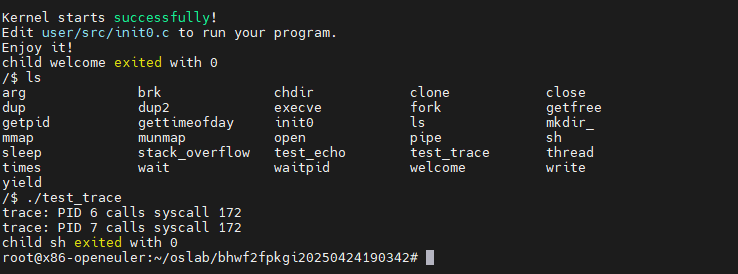 Kernel starts successfully!
Edit user/src/init0.c to run your program.
Enjoy it!
child welcome exited with 0
/$ ls
arg brk chdir clone close
dup dup2 execve fork getfree
getpid gettimeofday init0 ls mkdir_
mmap munmap open pipe sh
sleep stack_overflow test_echo test_trace thread
times wait waitpid welcome write
yield
/$ ./test_trace
trace: PID 6 calls syscall 172
trace: PID 7 calls syscall 172
child sh exited with 0
root@x86-openeuler:~/oslab/bhwf2fpkgi20250424190342#